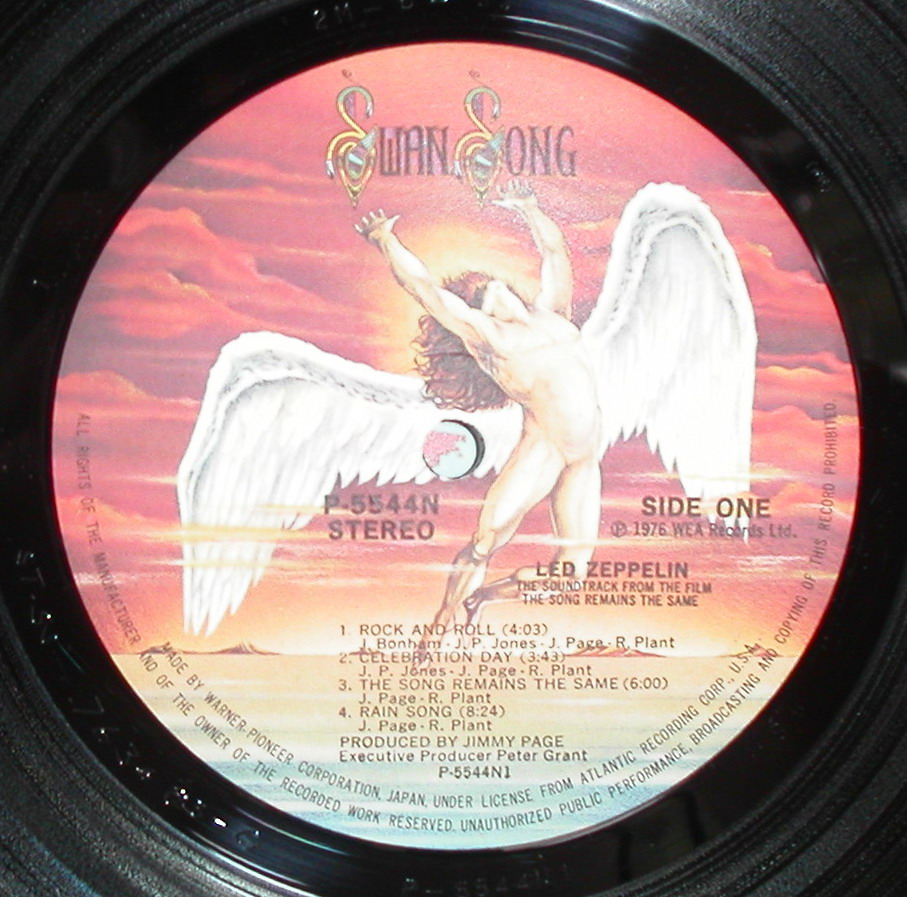 SWAN SONG
P-5544N
STEREO
SIDE ONE
℗ 1976 WEA Records Ltd.
LED ZEPPELIN
THE SOUNDTRACK FROM THE FILM
THE SONG REMAINS THE SAME
1. ROCK AND ROLL (4:03)
J. Bonham - J. P. Jones - J. Page - R. Plant
2. CELEBRATION DAY (3:43)
J. P. Jones - J. Page - R. Plant
3. THE SONG REMAINS THE SAME (6:00)
J. Page - R. Plant
4. RAIN SONG (8:24)
J. Page - R. Plant
PRODUCED BY JIMMY PAGE
Executive Producer Peter Grant
P-5544N1
MADE BY WARNER-PIONEER CORPORATION, JAPAN, UNDER LICENSE FROM ATLANTIC RECORDING CORP., U.S.A.
ALL RIGHTS OF THE MANUFACTURER AND OF THE OWNER OF THE RECORDED WORK RESERVED. UNAUTHORIZED PUBLIC PERFORMANCE, BROADCASTING AND COPYING OF THIS RECORD PROHIBITED.